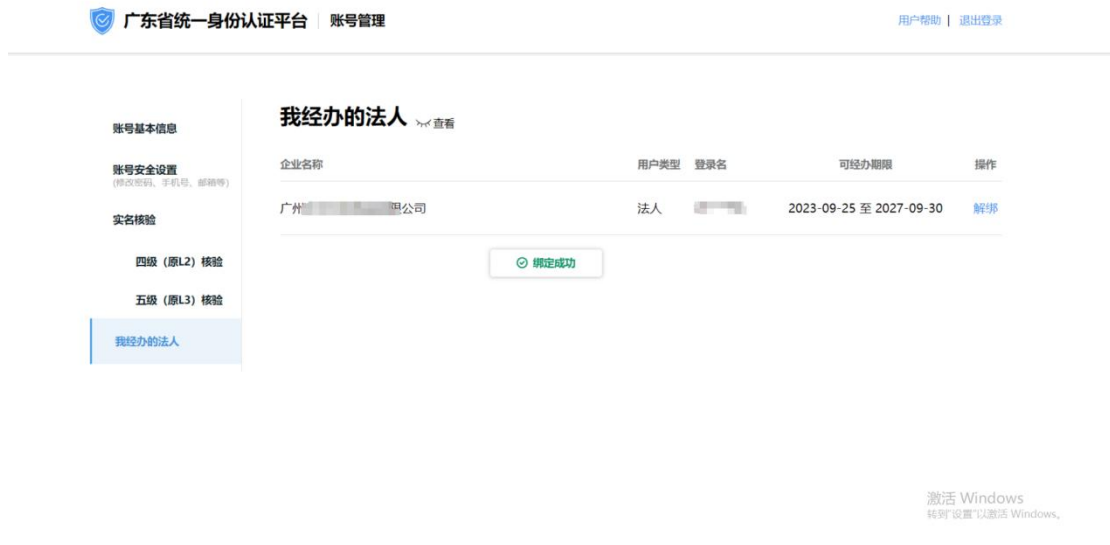 广东省统一身份认证平台 账号管理 用户帮助 | 退出登录
账号基本信息
账号安全设置
(修改密码、手机号、邮箱等)
实名核验
四级（原L2）核验
五级（原L3）核验
我经办的法人
我经办的法人 查看
企业名称 用户类型 登录名 可经办期限 操作
广州 限公司 法人 2023-09-25 至 2027-09-30 解绑
绑定成功
激活 Windows
转到"设置"以激活 Windows。